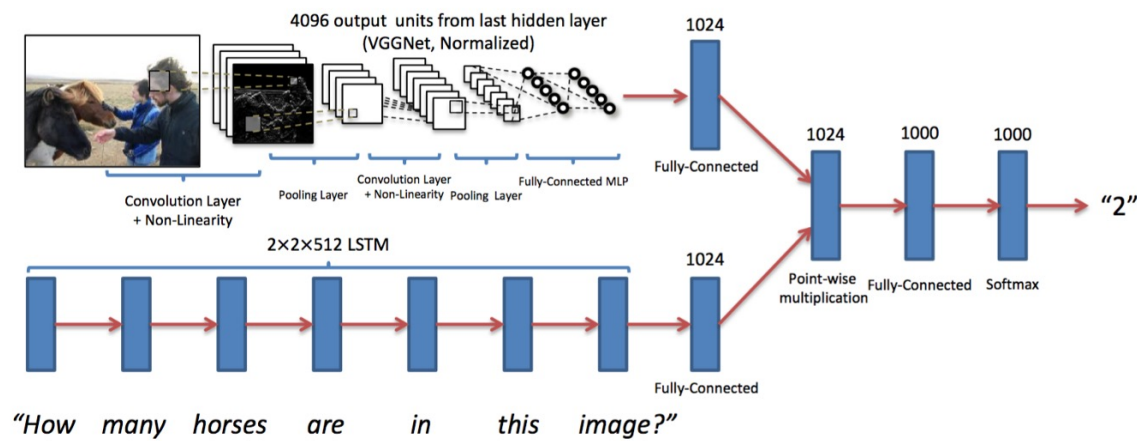 4096 output units from last hidden layer
(VGGNet, Normalized)
1024
Convolution Layer
+ Non-Linearity
Pooling Layer
Convolution Layer
+ Non-Linearity
Pooling Layer
Fully-Connected MLP
Fully-Connected
1024
1000
1000
“2”
Point-wise
multiplication
Fully-Connected
Softmax
2×2×512 LSTM
1024
Fully-Connected
“How many horses are in this image?”